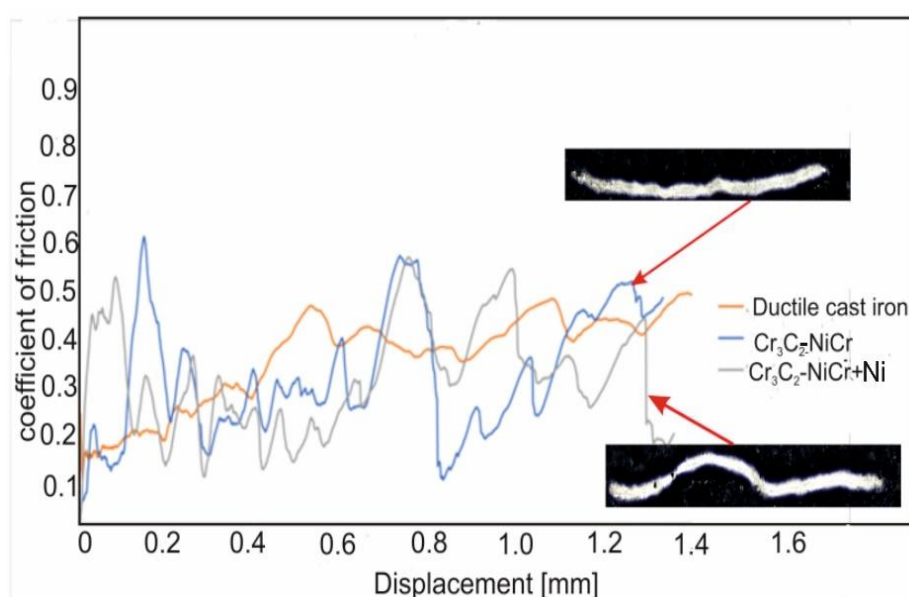 coefficient of friction
0.9
0.8
0.7
0.6
0.5
0.4
0.3
0.2
0.1
0 0.2 0.4 0.6 0.8 1.0 1.2 1.4 1.6
Displacement [mm]
Ductile cast iron
Cr₃C₂-NiCr
Cr₃C₂-NiCr+Ni